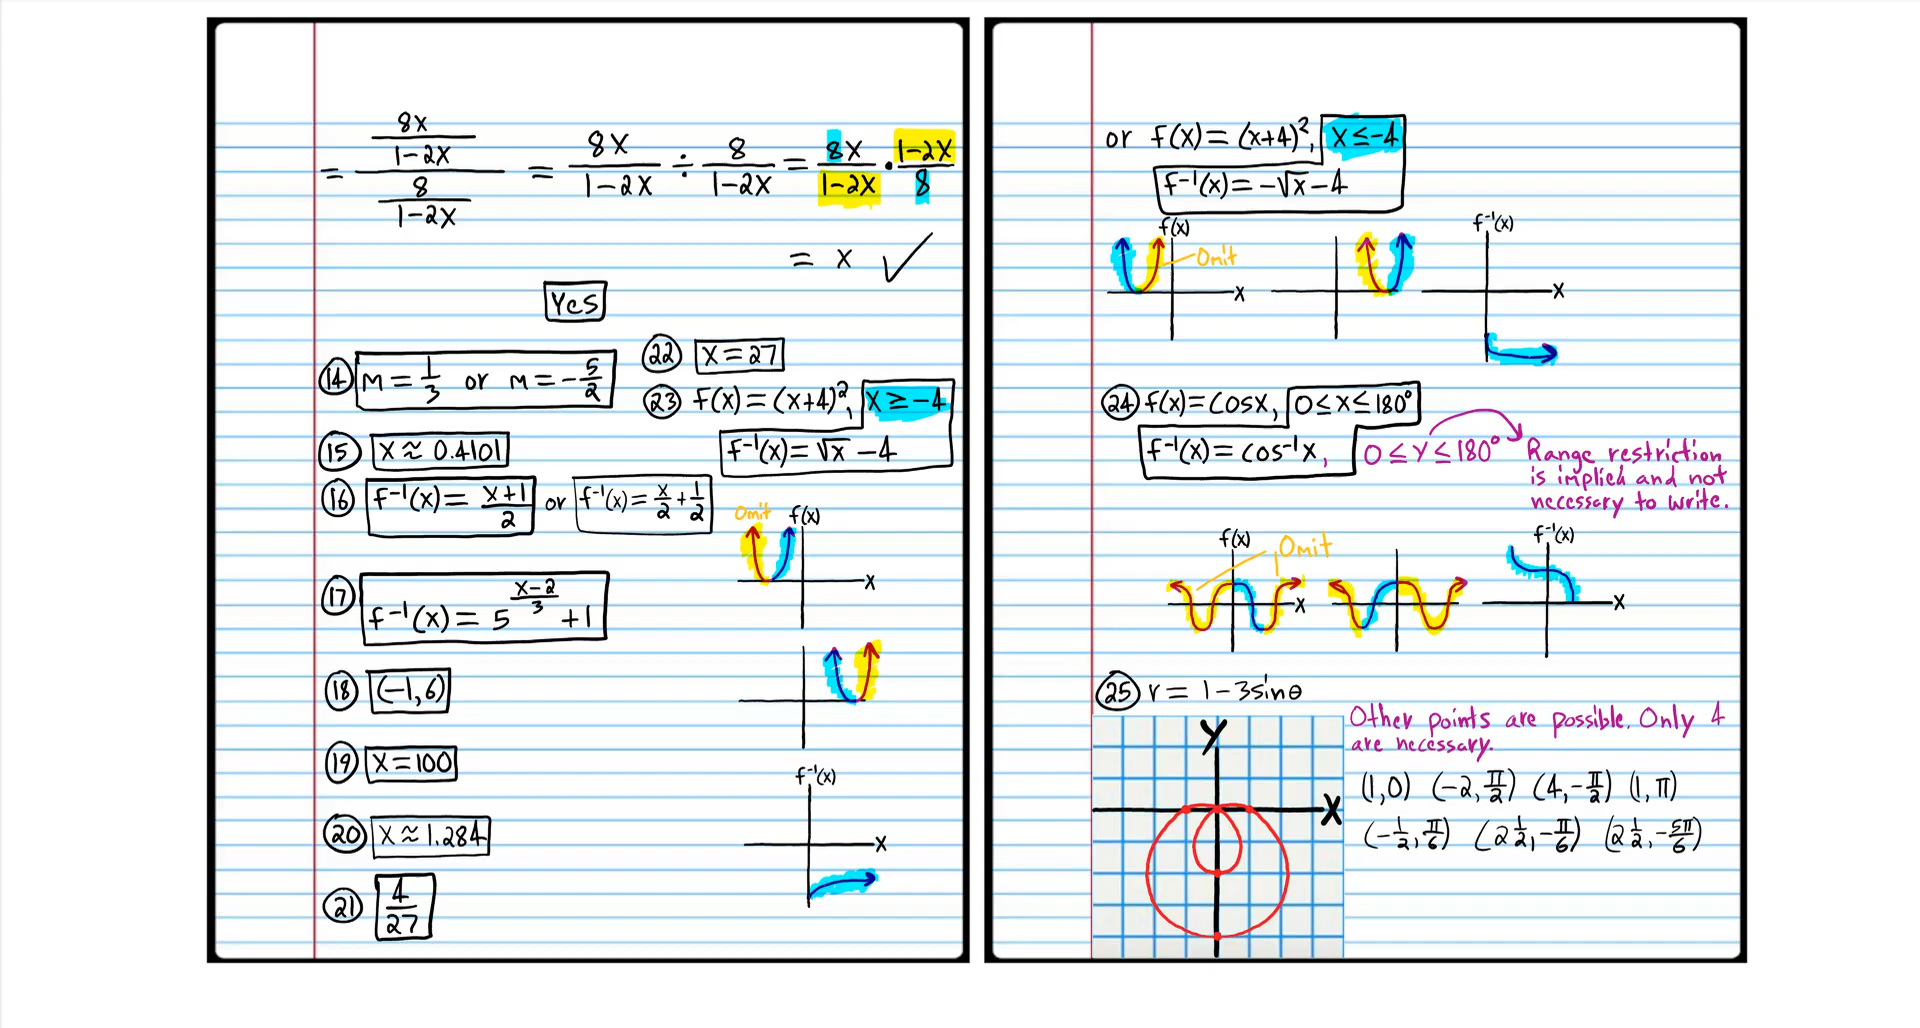 = (8x/(1-2x))/(8/(1-2x)) = 8x/(1-2x) ÷ 8/(1-2x) = 8x/(1-2x) · (1-2x)/8
= x ✓
Yes
(14) m = 1/3 or m = -5/2
(15) x ≈ 0.4101
(16) f⁻¹(x) = (x+1)/2 or f⁻¹(x) = x/2 + 1/2
(17) f⁻¹(x) = 5^((x-2)/3) + 1
(18) (-1,6)
(19) x = 100
(20) x ≈ 1.284
(21) 4/27
(22) x = 27
(23) f(x) = (x+4)², x ≥ -4
f⁻¹(x) = √x - 4
Omit f(x)
x
f⁻¹(x)
x
or f(x) = (x+4)², x ≤ -4
f⁻¹(x) = -√x - 4
f(x) f⁻¹(x)
Omit
x x
(24) f(x) = cosx, 0 ≤ x ≤ 180°
f⁻¹(x) = cos⁻¹x, 0 ≤ y ≤ 180° Range restriction
is implied and not
necessary to write.
f(x) Omit f⁻¹(x)
x x
(25) r = 1-3sinθ
Other points are possible. Only 4
are necessary.
Y
X
(1,0) (-2,π/2) (4,-π/2) (1,π)
(-1/2,π/6) (2 1/2,-π/6) (2 1/2,-5π/6)